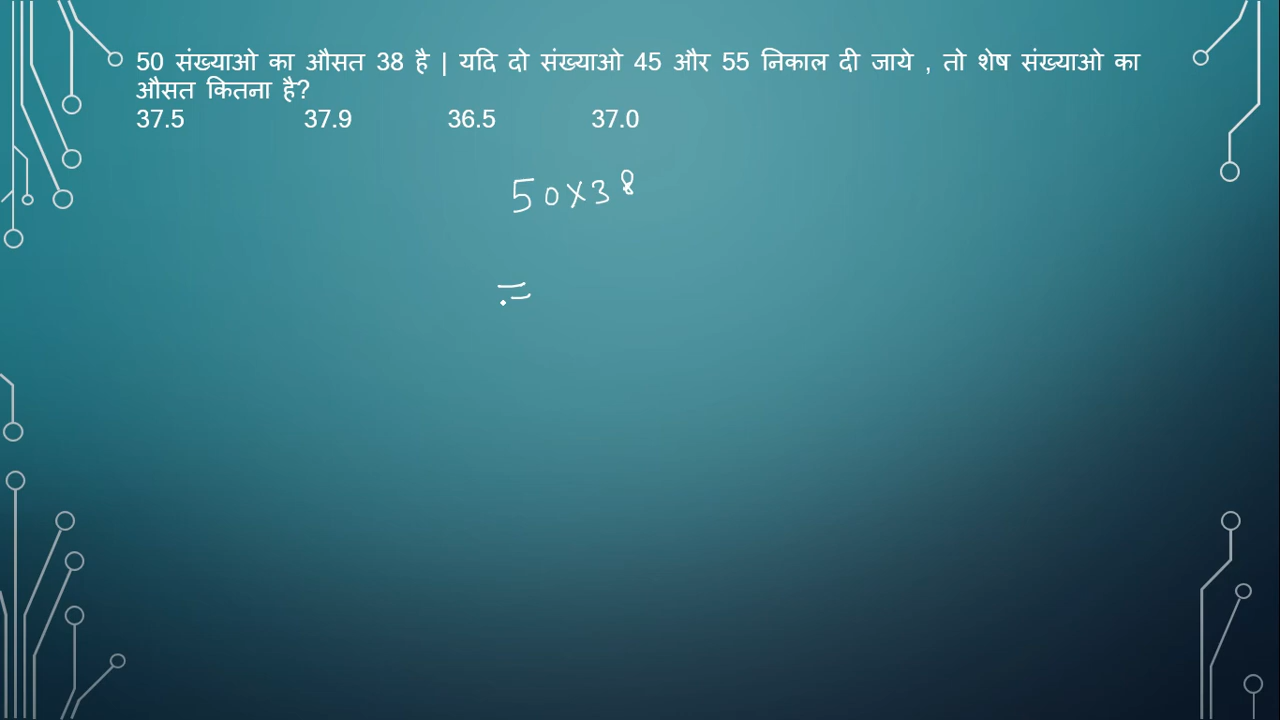 50 संख्याओ का औसत 38 है | यदि दो संख्याओ 45 और 55 निकाल दी जाये , तो शेष संख्याओ का
औसत कितना है?
37.5 37.9 36.5 37.0
50x38
=